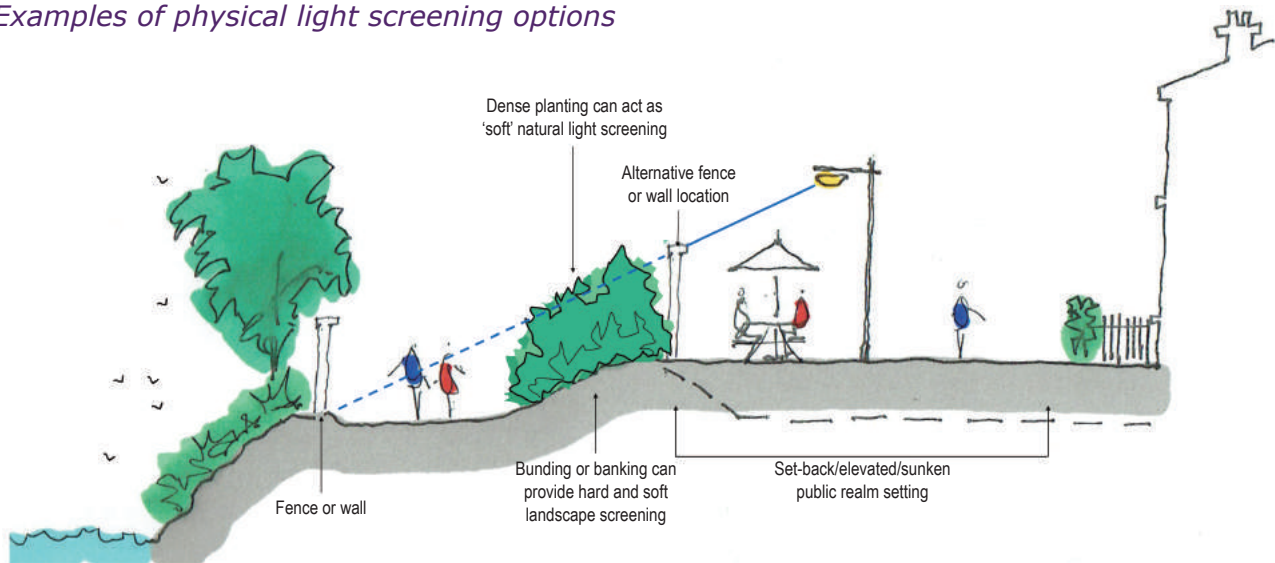 Examples of physical light screening options
Dense planting can act as
‘soft’ natural light screening
Alternative fence
or wall location
Fence or wall
Bunding or banking can
provide hard and soft
landscape screening
Set-back/elevated/sunken
public realm setting